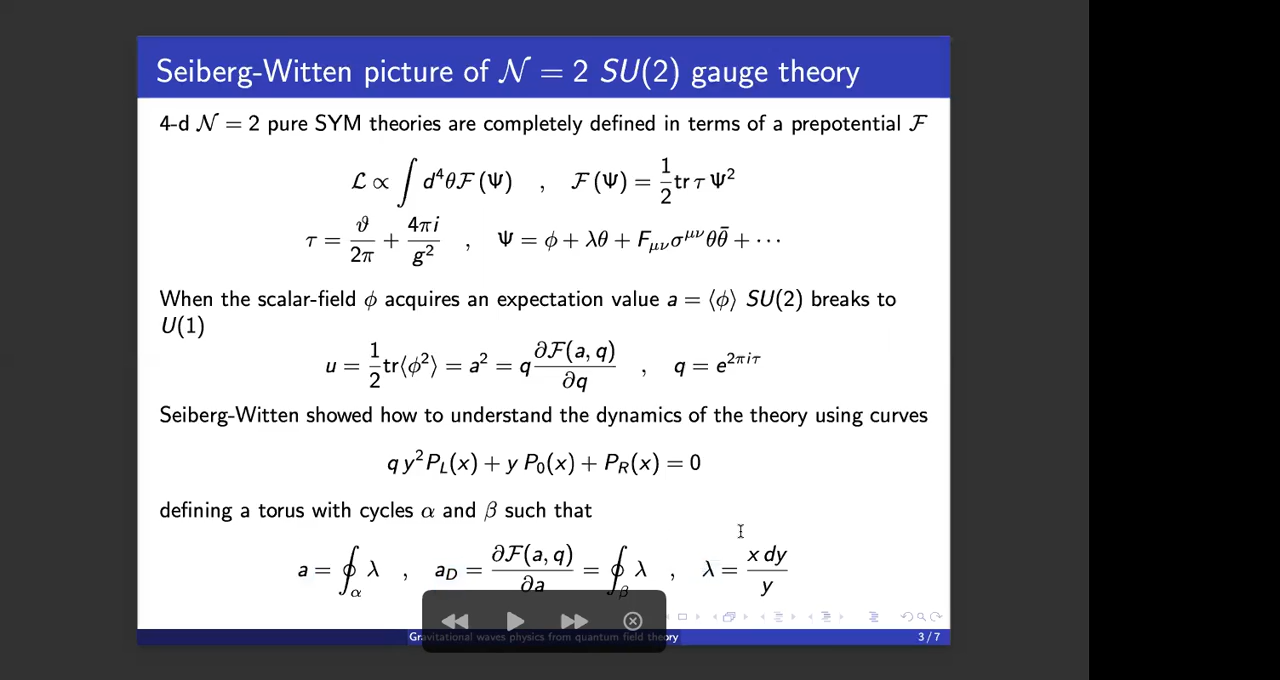 Seiberg-Witten picture of 𝒩 = 2 SU(2) gauge theory
4-d 𝒩 = 2 pure SYM theories are completely defined in terms of a prepotential ℱ
ℒ ∝ ∫ d⁴θℱ(Ψ) , ℱ(Ψ) = 1/2 tr τ Ψ²
τ = ϑ/2π + 4πi/g² , Ψ = ϕ + λθ + F_μν σ^μν θθ̄ + ⋯
When the scalar-field ϕ acquires an expectation value a = ⟨ϕ⟩ SU(2) breaks to
U(1)
u = 1/2 tr⟨ϕ²⟩ = a² = q ∂ℱ(a, q)/∂q , q = e^{2πiτ}
Seiberg-Witten showed how to understand the dynamics of the theory using curves
q y² P_L(x) + y P_0(x) + P_R(x) = 0
defining a torus with cycles α and β such that
a = ∮_α λ , a_D = ∂ℱ(a, q)/∂a = ∮_β λ , λ = x dy/y
Gravitational waves physics from quantum field theory
3 / 7